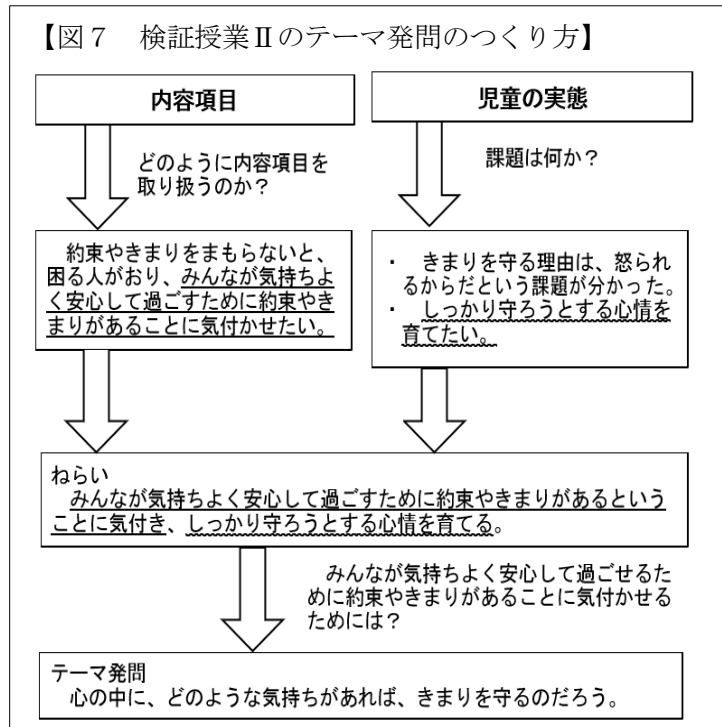 【図７　検証授業Ⅱのテーマ発問のつくり方】
内容項目
児童の実態
どのように内容項目を
取り扱うのか？
課題は何か？
約束やきまりをまもらないと、
困る人がおり、みんなが気持ちよ
く安心して過ごすために約束やき
まりがあることに気付かせたい。
・　きまりを守る理由は、怒られ
るからだという課題が分かった。
・　しっかり守ろうとする心情を
育てたい。
ねらい
みんなが気持ちよく安心して過ごすために約束やきまりがあるという
ことに気付き、しっかり守ろうとする心情を育てる。
みんなが気持ちよく安心して過ごせるた
めに約束やきまりがあることに気付かせる
ためには？
テーマ発問
心の中に、どのような気持ちがあれば、きまりを守るのだろう。